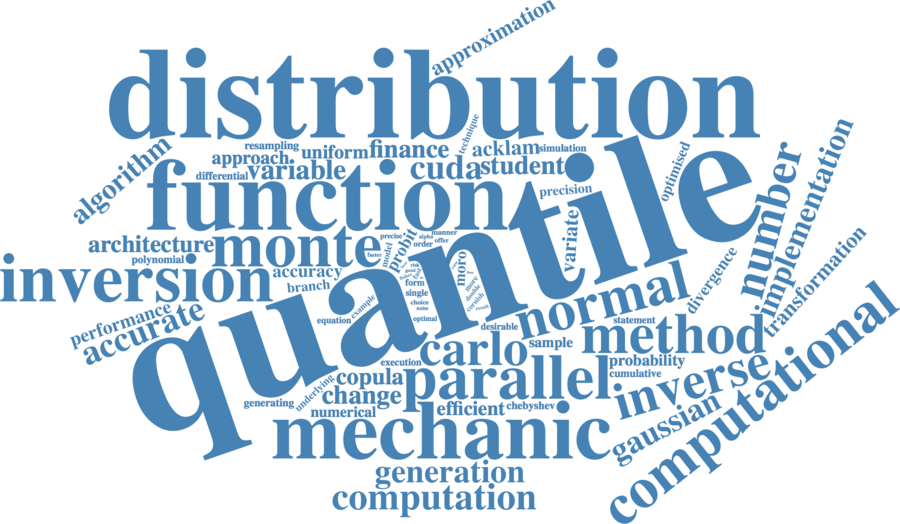 approximation
distribution
technique
resampling
uniform
finance
acklam
simulation
algorithm
approach
variable
cuda
student
differential
optimised
function
precision
quantile
number
implementation
architecture
monte
precise
alpha
manner
order
offer
probit
model
faster
variate
polynomial
inversion
accuracy
branch
risk
form
single
choice
moro
more
double
cornish
result
example
equation
optimal
desirable
normal
divergence
transformation
performance
accurate
statement
method
sample
carlo
execution
probability
cumulative
copula
parallel
inverse
computational
underlying
change
generating
numerical
efficient
chebyshev
gaussian
mechanic
generation
computation